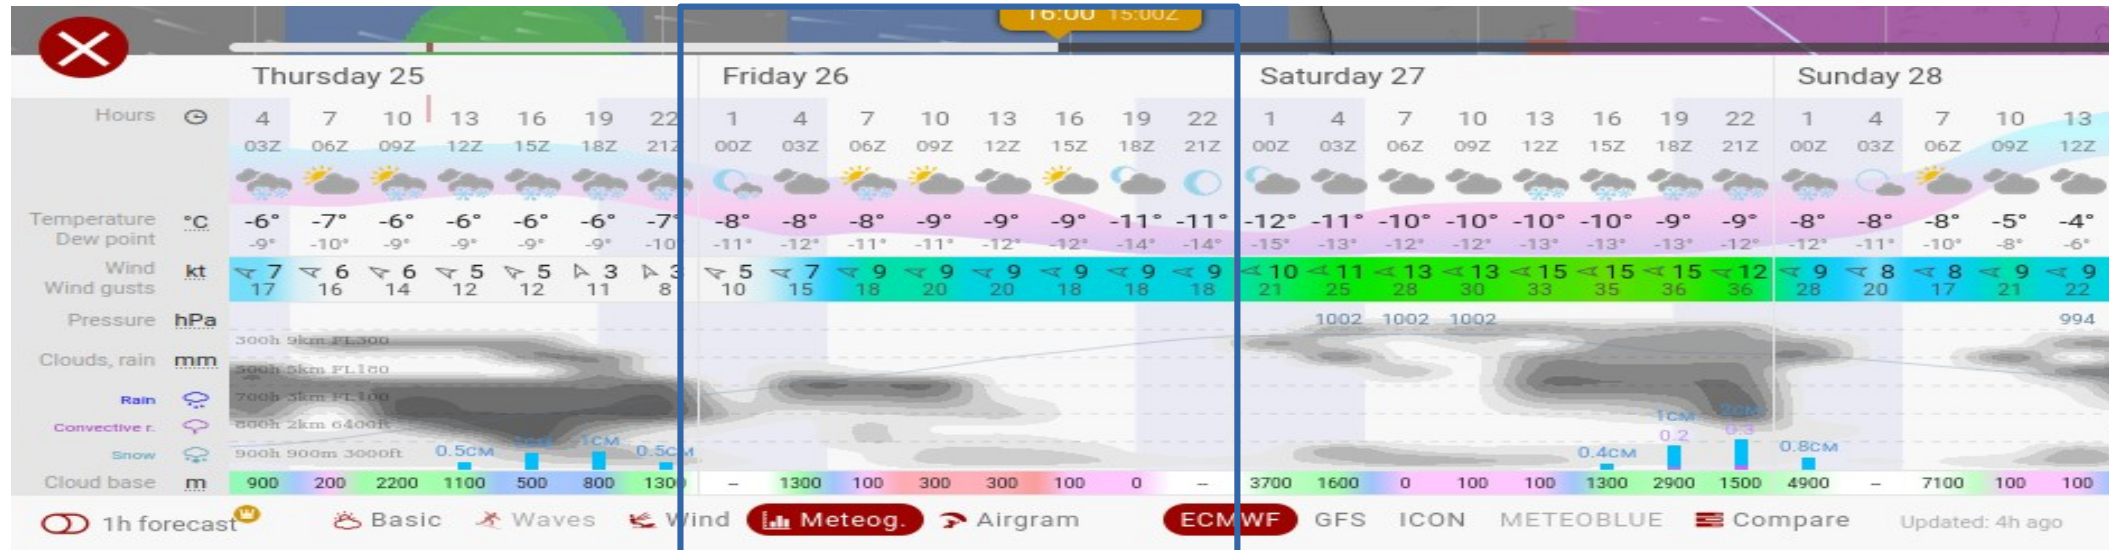 16:00 15:00Z
Thursday 25 Friday 26 Saturday 27 Sunday 28
Hours 4 7 10 13 16 19 22 1 4 7 10 13 16 19 22 1 4 7 10 13 16 19 22 1 4 7 10 13
03Z 06Z 09Z 12Z 15Z 18Z 21Z 00Z 03Z 06Z 09Z 12Z 15Z 18Z 21Z 00Z 03Z 06Z 09Z 12Z 15Z 18Z 21Z 00Z 03Z 06Z 09Z 12Z
Temperature °C -6° -7° -6° -6° -6° -6° -7° -8° -8° -8° -9° -9° -9° -11° -11° -12° -11° -10° -10° -10° -10° -9° -9° -8° -8° -8° -5° -4°
Dew point -9° -10° -9° -9° -9° -9° -10 -11° -12° -11° -11° -12° -12° -14° -14° -15° -13° -12° -12° -13° -13° -13° -12° -12° -11° -10° -8° -6°
Wind kt 7 6 6 5 5 3 3 5 7 9 9 9 9 9 9 10 11 13 13 15 15 15 12 9 8 8 9 9
Wind gusts 17 16 14 12 12 11 8 10 15 18 20 20 18 18 18 21 25 28 30 33 35 36 36 28 20 17 21 22
Pressure hPa 1002 1002 1002 994
300h 9km FL300
Clouds, rain mm
500h 5km FL180
Rain 700h 3km FL100
Convective r. 800h 2km 6400ft 1CM 2CM
0.2 0.3
Snow 900h 900m 3000ft 0.5CM 1CM 0.5CM 0.4CM 0.8CM
Cloud base m 900 200 2200 1100 500 800 1300 – 1300 100 300 300 100 0 – 3700 1600 0 100 100 1300 2900 1500 4900 – 7100 100 100
1h forecast Basic Waves Wind Meteog. Airgram ECMWF GFS ICON METEOBLUE Compare Updated: 4h ago